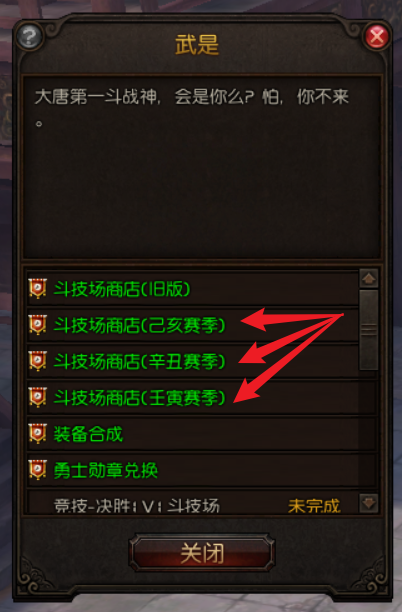 ?
武是
大唐第一斗战神，会是你么？怕，你不来
。
斗技场商店(旧版)
斗技场商店(己亥赛季)
斗技场商店(辛丑赛季)
斗技场商店(壬寅赛季)
装备合成
勇士勋章兑换
竞技-决胜1V1斗技场 未完成
关闭